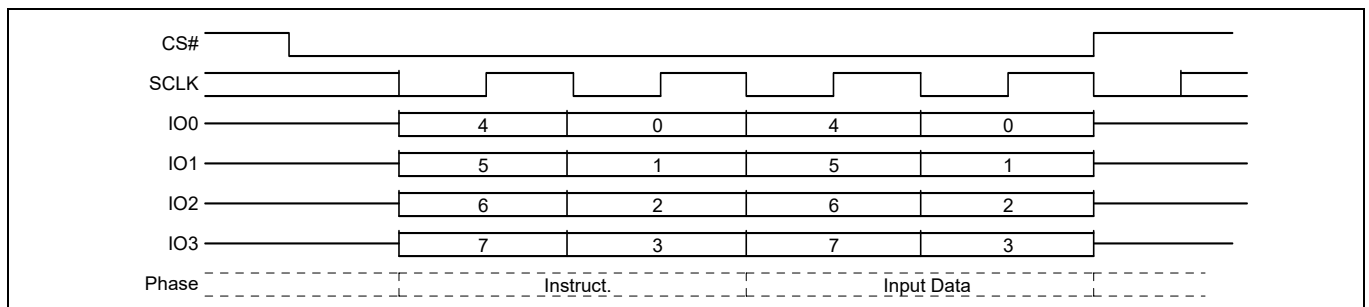 CS#
SCLK
IO0 4 0 4 0
IO1 5 1 5 1
IO2 6 2 6 2
IO3 7 3 7 3
Phase Instruct. Input Data